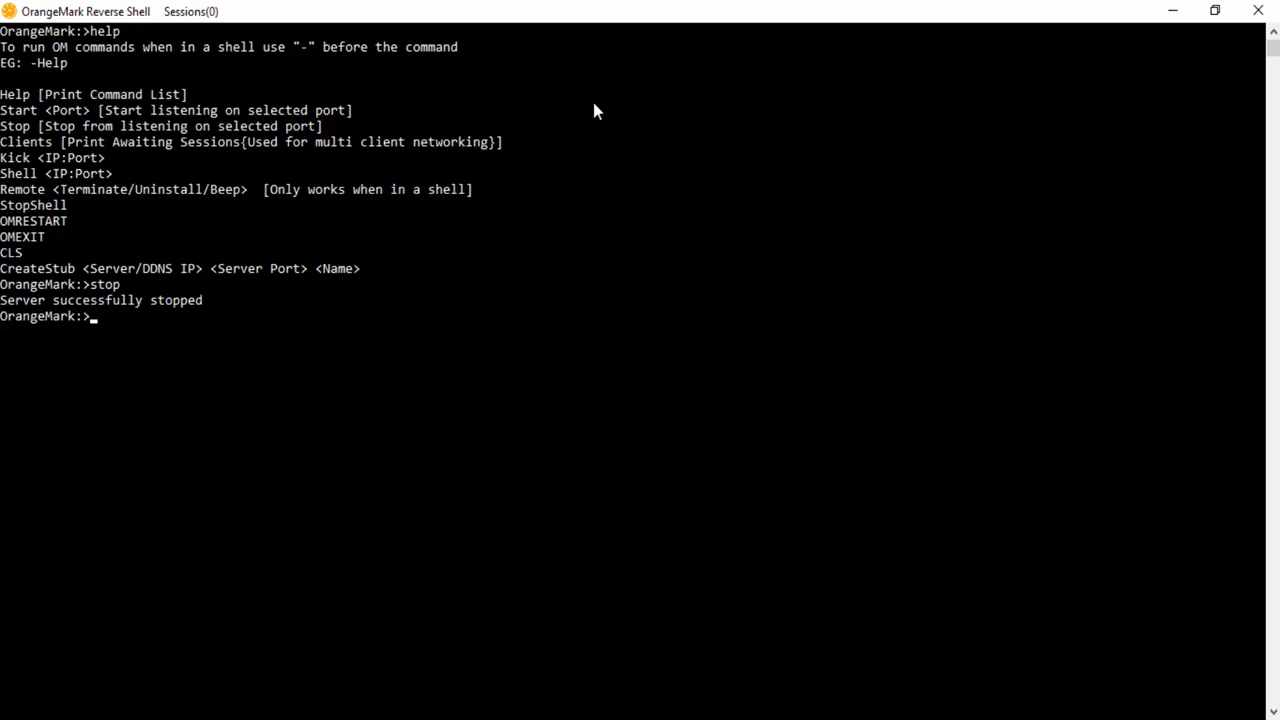 OrangeMark Reverse Shell Sessions(0)
OrangeMark:>help
To run OM commands when in a shell use "-" before the command
EG: -Help
Help [Print Command List]
Start <Port> [Start listening on selected port]
Stop [Stop from listening on selected port]
Clients [Print Awaiting Sessions{Used for multi client networking}]
Kick <IP:Port>
Shell <IP:Port>
Remote <Terminate/Uninstall/Beep>  [Only works when in a shell]
StopShell
OMRESTART
OMEXIT
CLS
CreateStub <Server/DDNS IP> <Server Port> <Name>
OrangeMark:>stop
Server successfully stopped
OrangeMark:>